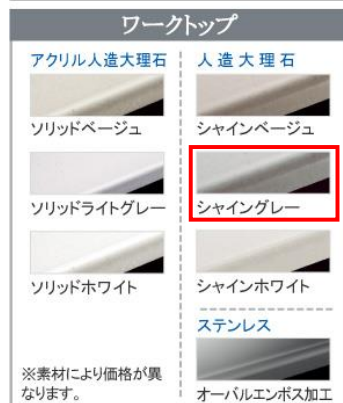 ワークトップ
アクリル人造大理石
ソリッドベージュ
ソリッドライトグレー
ソリッドホワイト
※素材により価格が異
なります。
人造大理石
シャインベージュ
シャイングレー
シャインホワイト
ステンレス
オーバルエンボス加工